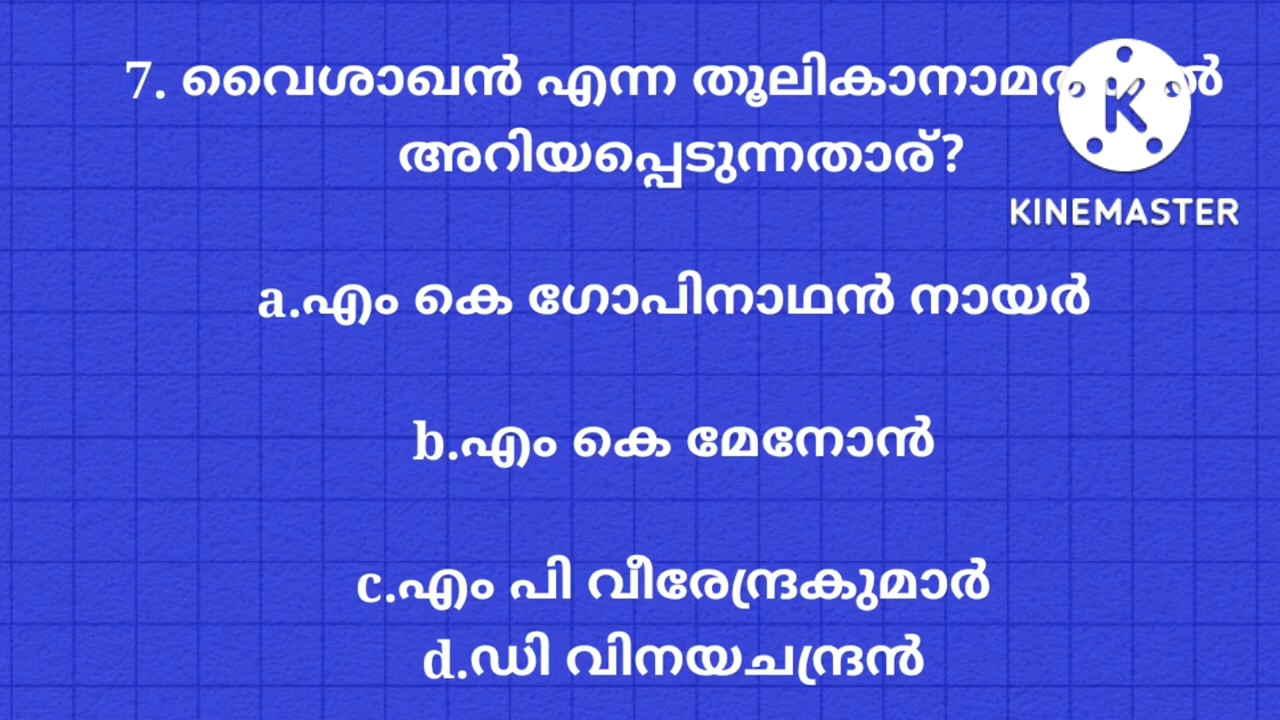 7. വൈശാഖൻ എന്ന
അറിയപ്പെടുന്നതാര്?
KINEMASTER
a.എം കെ ഗോപിനാഥൻ നായർ
b.എം കെ മേനോൻ
c.എം പി വീരേന്ദ്രകുമാർ
d.ഡി വിനയചന്ദ്രൻ